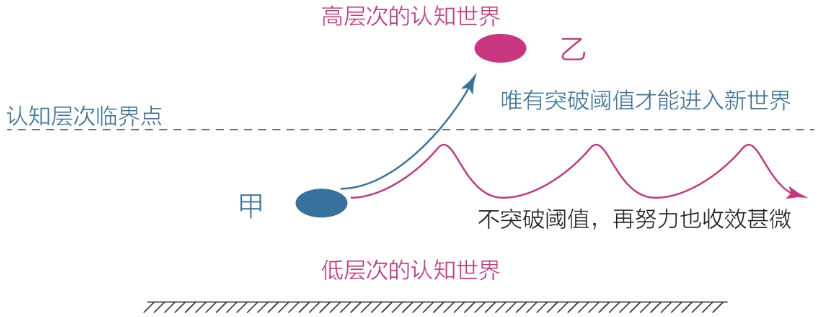 高层次的认知世界
乙
唯有突破阈值才能进入新世界
认知层次临界点
甲
不突破阈值，再努力也收效甚微
低层次的认知世界